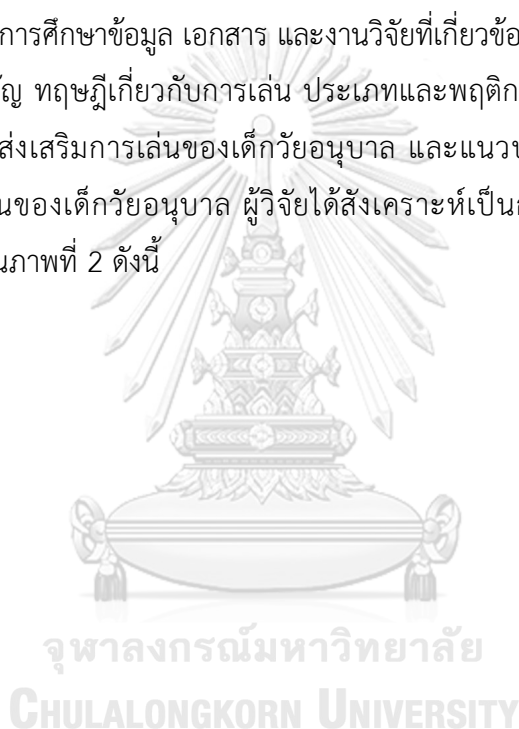 การศึกษาข้อมูล เอกสาร และงานวิจัยที่เกี่ยวข้อ
ัญ ทฤษฎีเกี่ยวกับการเล่น ประเภทและพฤติก
ส่งเสริมการเล่นของเด็กวัยอนุบาล และแนวป
นของเด็กวัยอนุบาล ผู้วิจัยได้สังเคราะห์เป็นก
นภาพที่ 2 ดังนี้
จุฬาลงกรณ์มหาวิทยาลัย
CHULALONGKORN UNIVERSITY